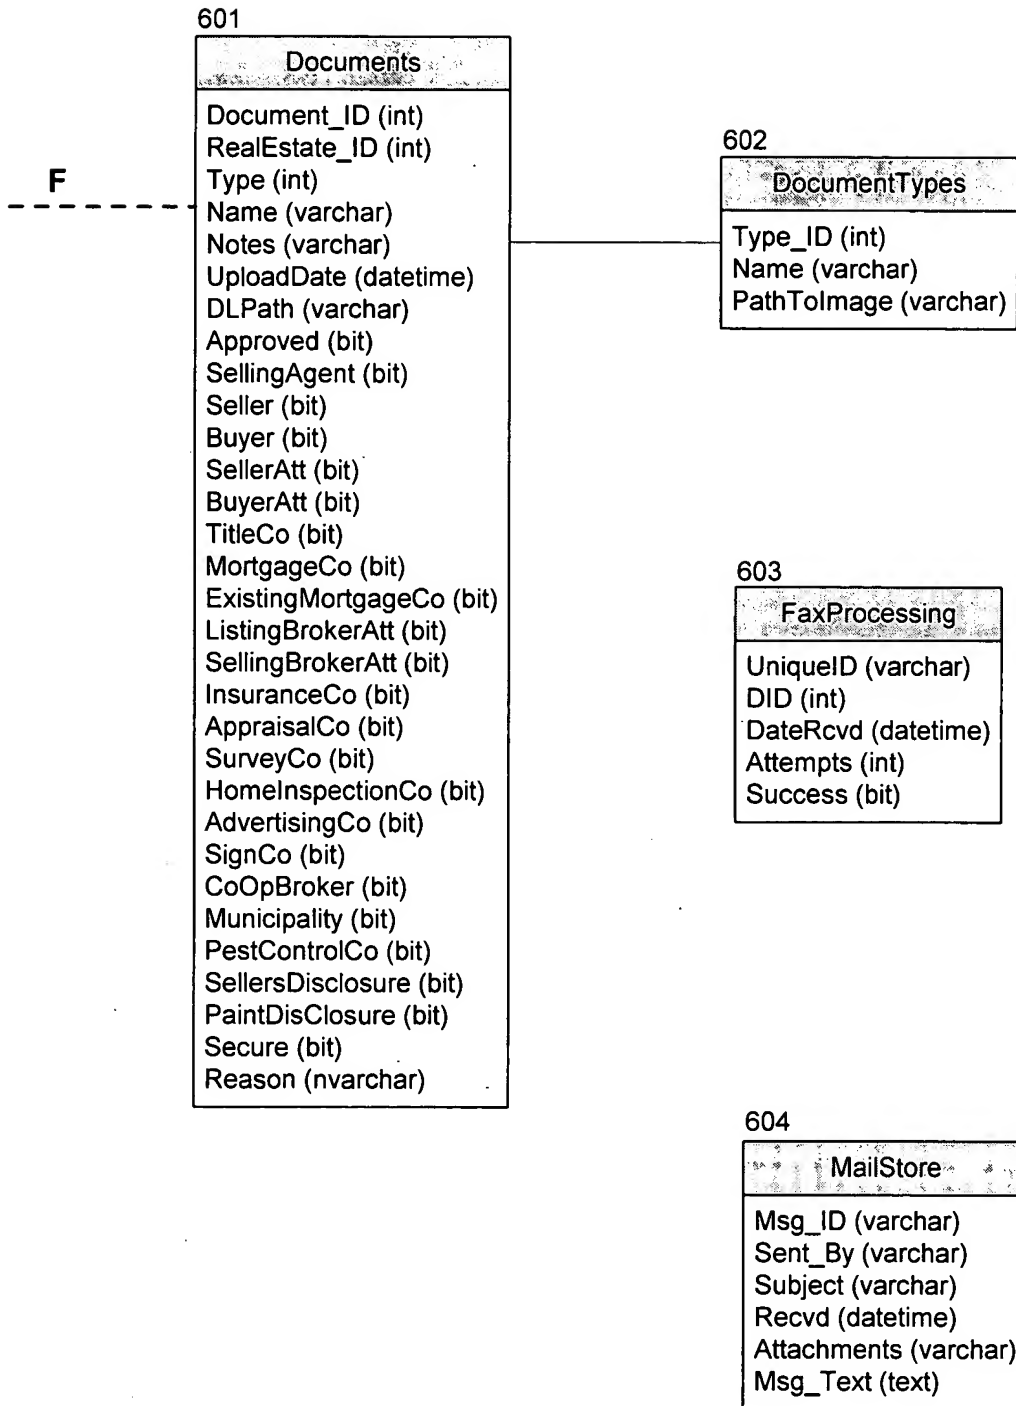 601
Documents
Document_ID (int)
RealEstate_ID (int)
Type (int)
Name (varchar)
Notes (varchar)
UploadDate (datetime)
DLPath (varchar)
Approved (bit)
SellingAgent (bit)
Seller (bit)
Buyer (bit)
SellerAtt (bit)
BuyerAtt (bit)
TitleCo (bit)
MortgageCo (bit)
ExistingMortgageCo (bit)
ListingBrokerAtt (bit)
SellingBrokerAtt (bit)
InsuranceCo (bit)
AppraisalCo (bit)
SurveyCo (bit)
HomeInspectionCo (bit)
AdvertisingCo (bit)
SignCo (bit)
CoOpBroker (bit)
Municipality (bit)
PestControlCo (bit)
SellersDisclosure (bit)
PaintDisClosure (bit)
Secure (bit)
Reason (nvarchar)
F
602
DocumentTypes
Type_ID (int)
Name (varchar)
PathToImage (varchar)
603
FaxProcessing
UniqueID (varchar)
DID (int)
DateRcvd (datetime)
Attempts (int)
Success (bit)
604
MailStore
Msg_ID (varchar)
Sent_By (varchar)
Subject (varchar)
Recvd (datetime)
Attachments (varchar)
Msg_Text (text)